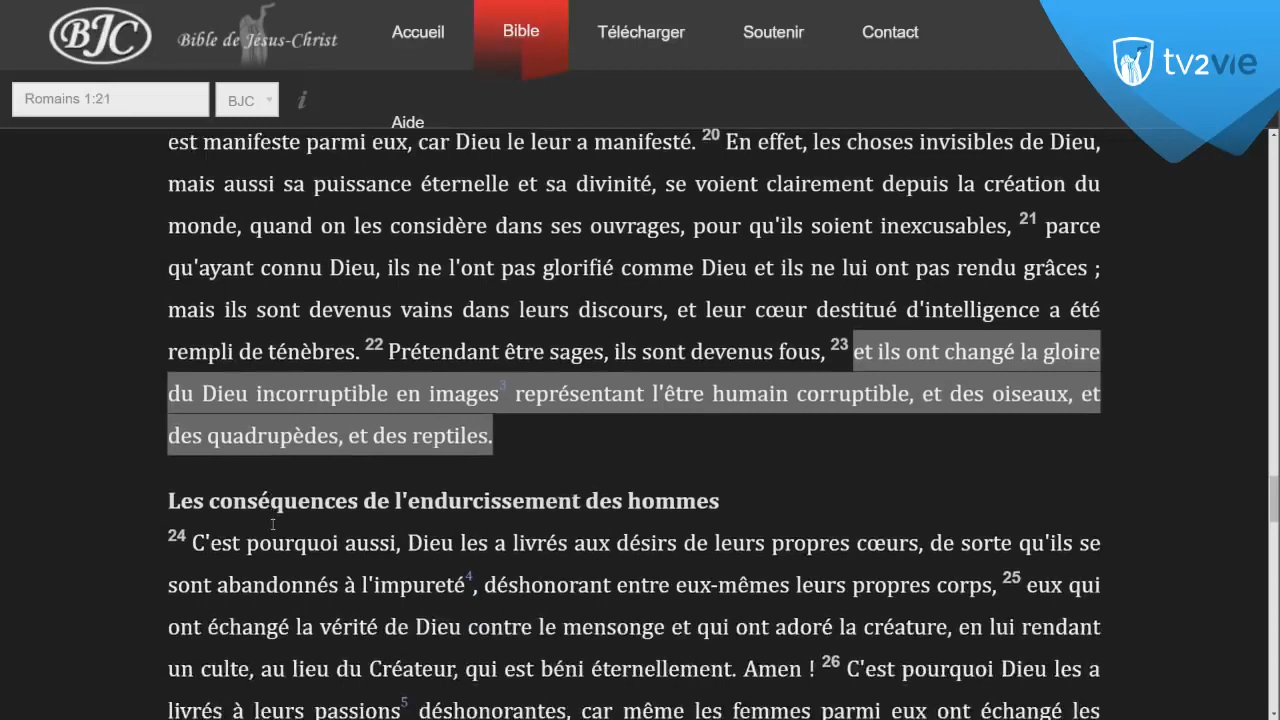 BJC Bible de Jésus-Christ Accueil Bible Télécharger Soutenir Contact
tv2vie
Romains 1:21 BJC i
Aide
est manifeste parmi eux, car Dieu le leur a manifesté. 20 En effet, les choses invisibles de Dieu,
mais aussi sa puissance éternelle et sa divinité, se voient clairement depuis la création du
monde, quand on les considère dans ses ouvrages, pour qu'ils soient inexcusables, 21 parce
qu'ayant connu Dieu, ils ne l'ont pas glorifié comme Dieu et ils ne lui ont pas rendu grâces ;
mais ils sont devenus vains dans leurs discours, et leur cœur destitué d'intelligence a été
rempli de ténèbres. 22 Prétendant être sages, ils sont devenus fous, 23 et ils ont changé la gloire
du Dieu incorruptible en images3 représentant l'être humain corruptible, et des oiseaux, et
des quadrupèdes, et des reptiles.
Les conséquences de l'endurcissement des hommes
24 C'est pourquoi aussi, Dieu les a livrés aux désirs de leurs propres cœurs, de sorte qu'ils se
sont abandonnés à l'impureté4, déshonorant entre eux-mêmes leurs propres corps, 25 eux qui
ont échangé la vérité de Dieu contre le mensonge et qui ont adoré la créature, en lui rendant
un culte, au lieu du Créateur, qui est béni éternellement. Amen ! 26 C'est pourquoi Dieu les a
livrés à leurs passions5 déshonorantes, car même les femmes parmi eux ont échangé les